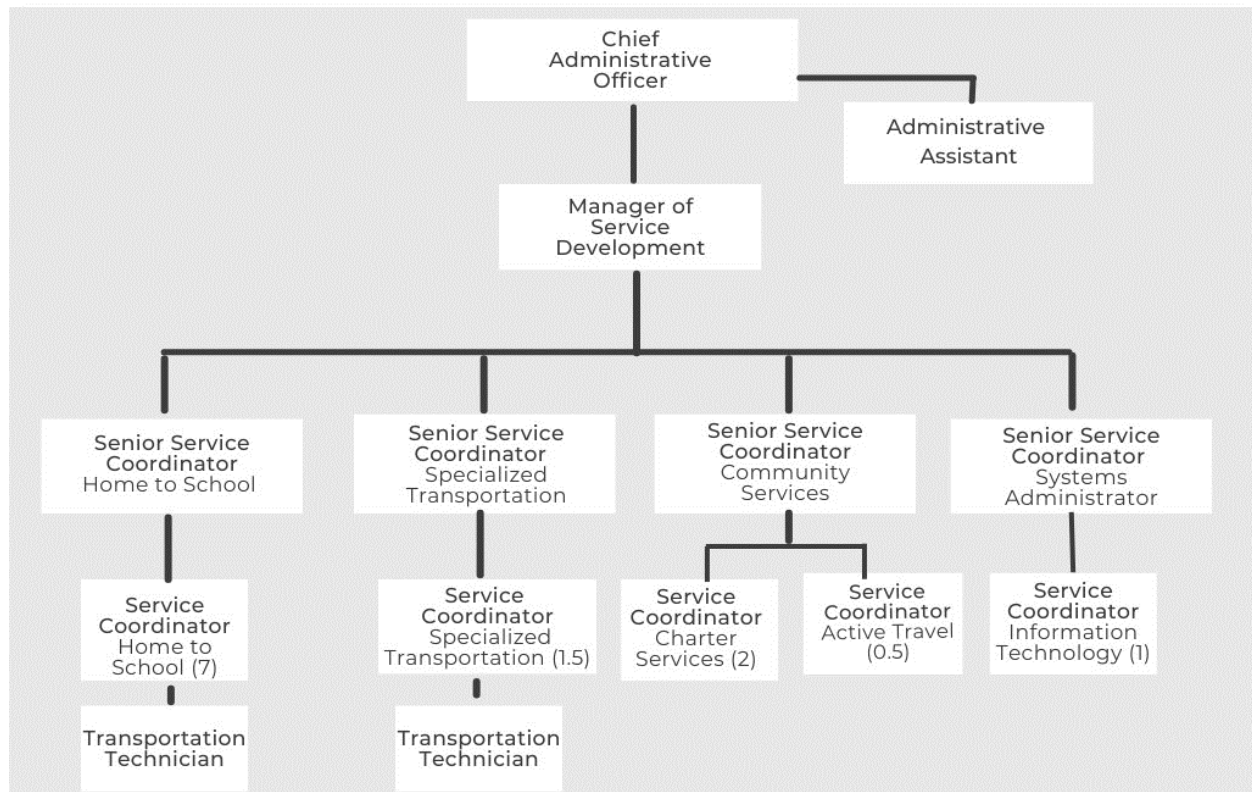 Chief
Administrative
Officer
Administrative
Assistant
Manager of
Service
Development
Senior Service
Coordinator
Home to School
Senior Service
Coordinator
Specialized
Transportation
Senior Service
Coordinator
Community
Services
Senior Service
Coordinator
Systems
Administrator
Service
Coordinator
Home to
School (7)
Service
Coordinator
Specialized
Transportation (1.5)
Service
Coordinator
Charter
Services (2)
Service
Coordinator
Active Travel
(0.5)
Service
Coordinator
Information
Technology (1)
Transportation
Technician
Transportation
Technician